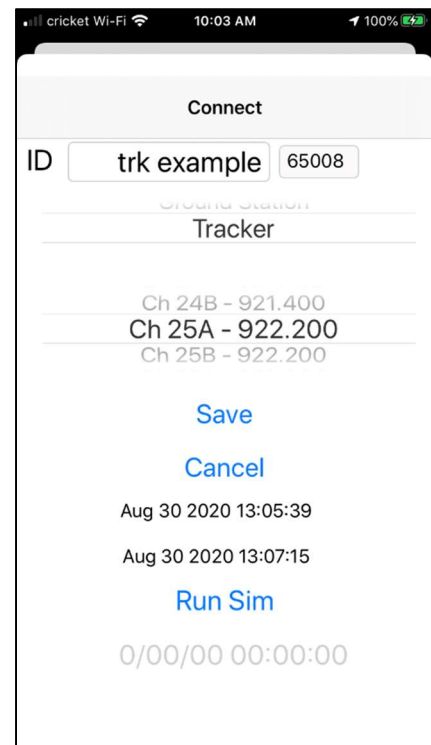 cricket Wi-Fi 10:03 AM 100%
Connect
ID trk example 65008
Ground Station
Tracker
Ch 24B - 921.400
Ch 25A - 922.200
Ch 25B - 922.200
Save
Cancel
Aug 30 2020 13:05:39
Aug 30 2020 13:07:15
Run Sim
0/00/00 00:00:00